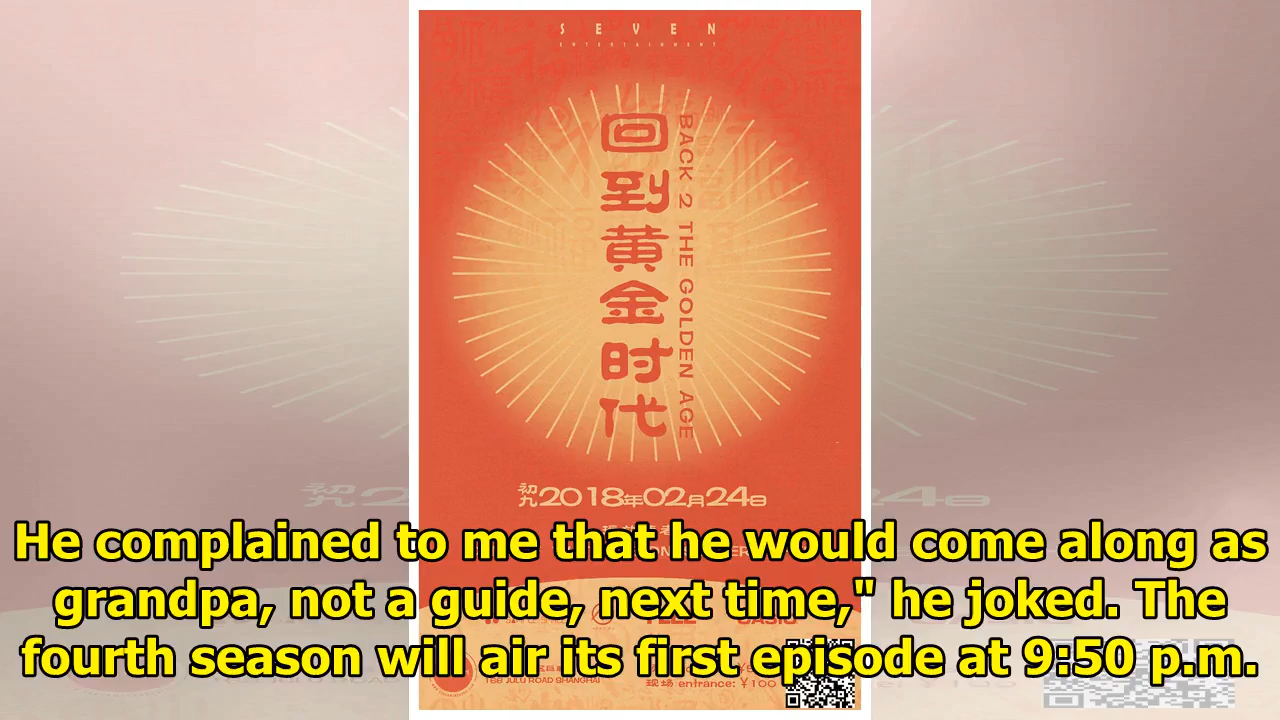 SEVEN
ENTERTAINMENT
回到黄金时代
BACK 2 THE GOLDEN AGE
初九2018年02月24日
He complained to me that he would come along as
grandpa, not a guide, next time," he joked. The
fourth season will air its first episode at 9:50 p.m.
168 JULU ROAD SHANGHAI
现场 entrance: ¥100